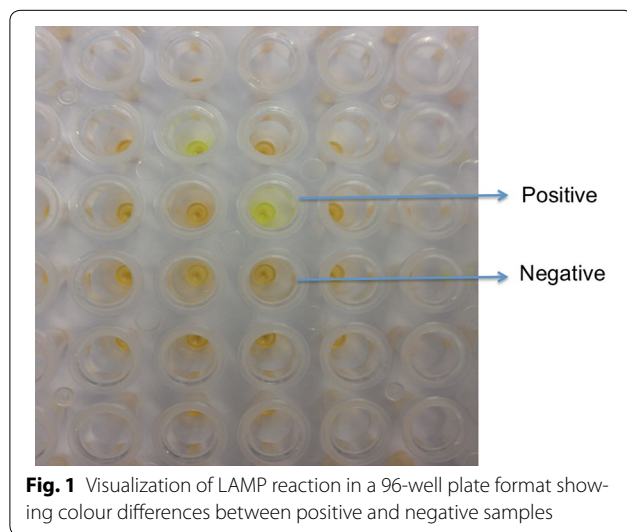 Positive
Negative
Fig. 1 Visualization of LAMP reaction in a 96-well plate format show-
ing colour differences between positive and negative samples